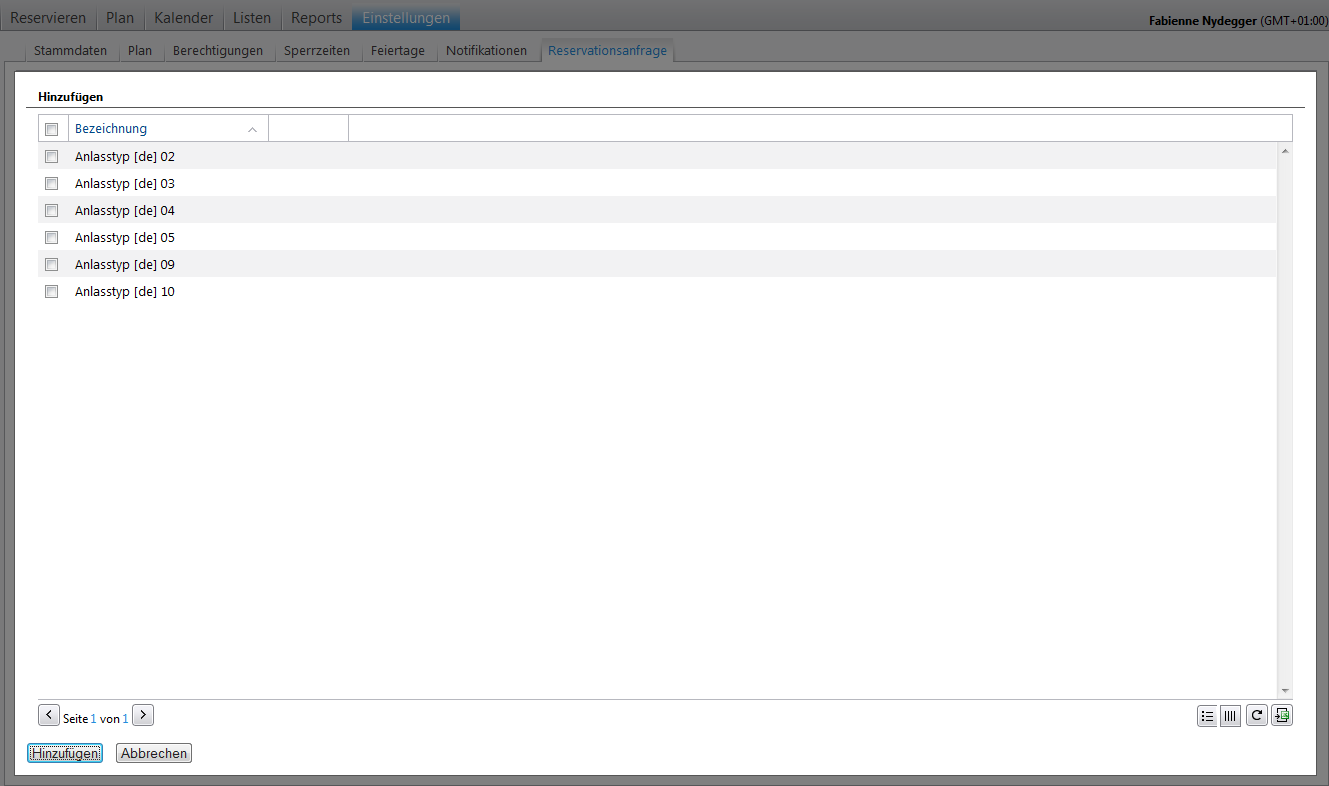 Reservieren Plan Kalender Listen Reports Einstellungen
Fabienne Nydegger (GMT+01:00)
Stammdaten Plan Berechtigungen Sperrzeiten Feiertage Notifikationen Reservationsanfrage
Hinzufügen
Bezeichnung
Anlasstyp [de] 02
Anlasstyp [de] 03
Anlasstyp [de] 04
Anlasstyp [de] 05
Anlasstyp [de] 09
Anlasstyp [de] 10
Seite 1 von 1
Hinzufügen Abbrechen